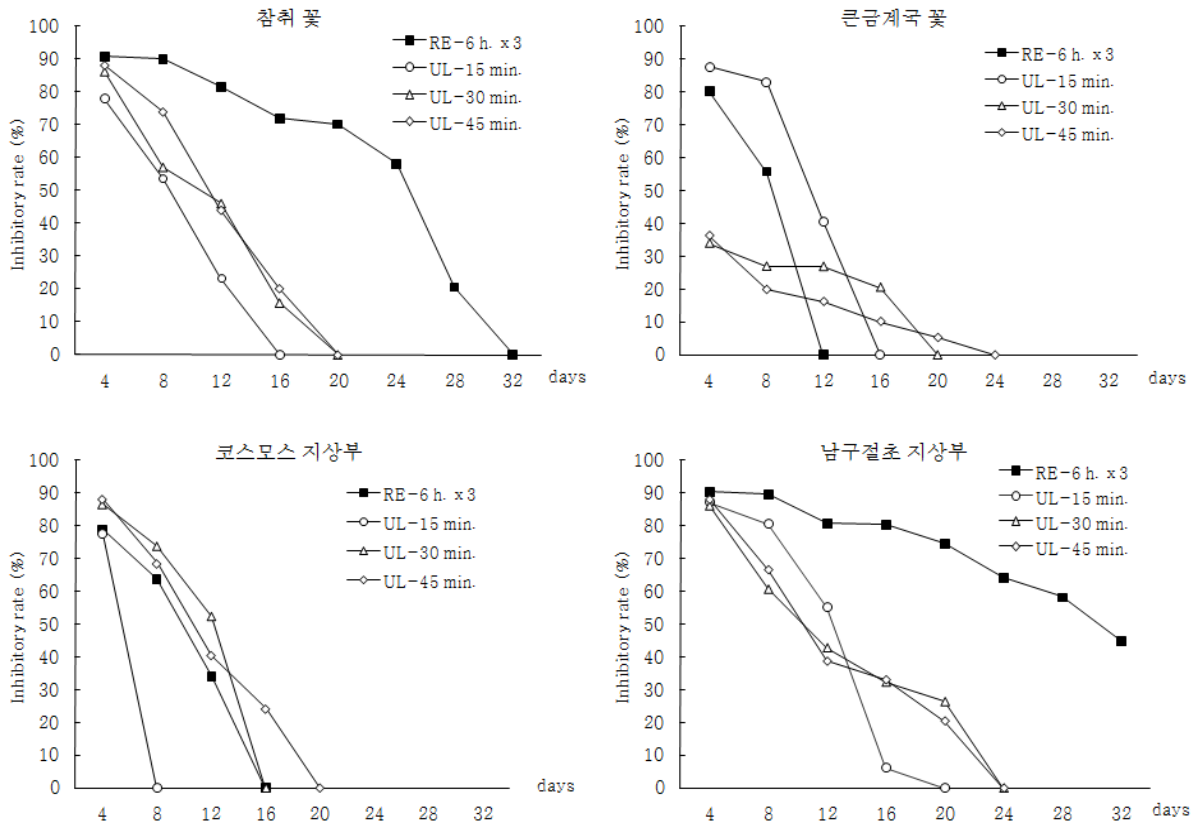 참취 꽃
RE-6 h. x 3
UL-15 min.
UL-30 min.
UL-45 min.
Inhibitory rate (%)
100
90
80
70
60
50
40
30
20
10
0
4 8 12 16 20 24 28 32 days
큰금계국 꽃
RE-6 h. x 3
UL-15 min.
UL-30 min.
UL-45 min.
Inhibitory rate (%)
100
90
80
70
60
50
40
30
20
10
0
4 8 12 16 20 24 28 32 days
코스모스 지상부
RE-6 h. x 3
UL-15 min.
UL-30 min.
UL-45 min.
Inhibitory rate (%)
100
90
80
70
60
50
40
30
20
10
0
4 8 12 16 20 24 28 32 days
남구절초 지상부
RE-6 h. x 3
UL-15 min.
UL-30 min.
UL-45 min.
Inhibitory rate (%)
100
90
80
70
60
50
40
30
20
10
0
4 8 12 16 20 24 28 32 days